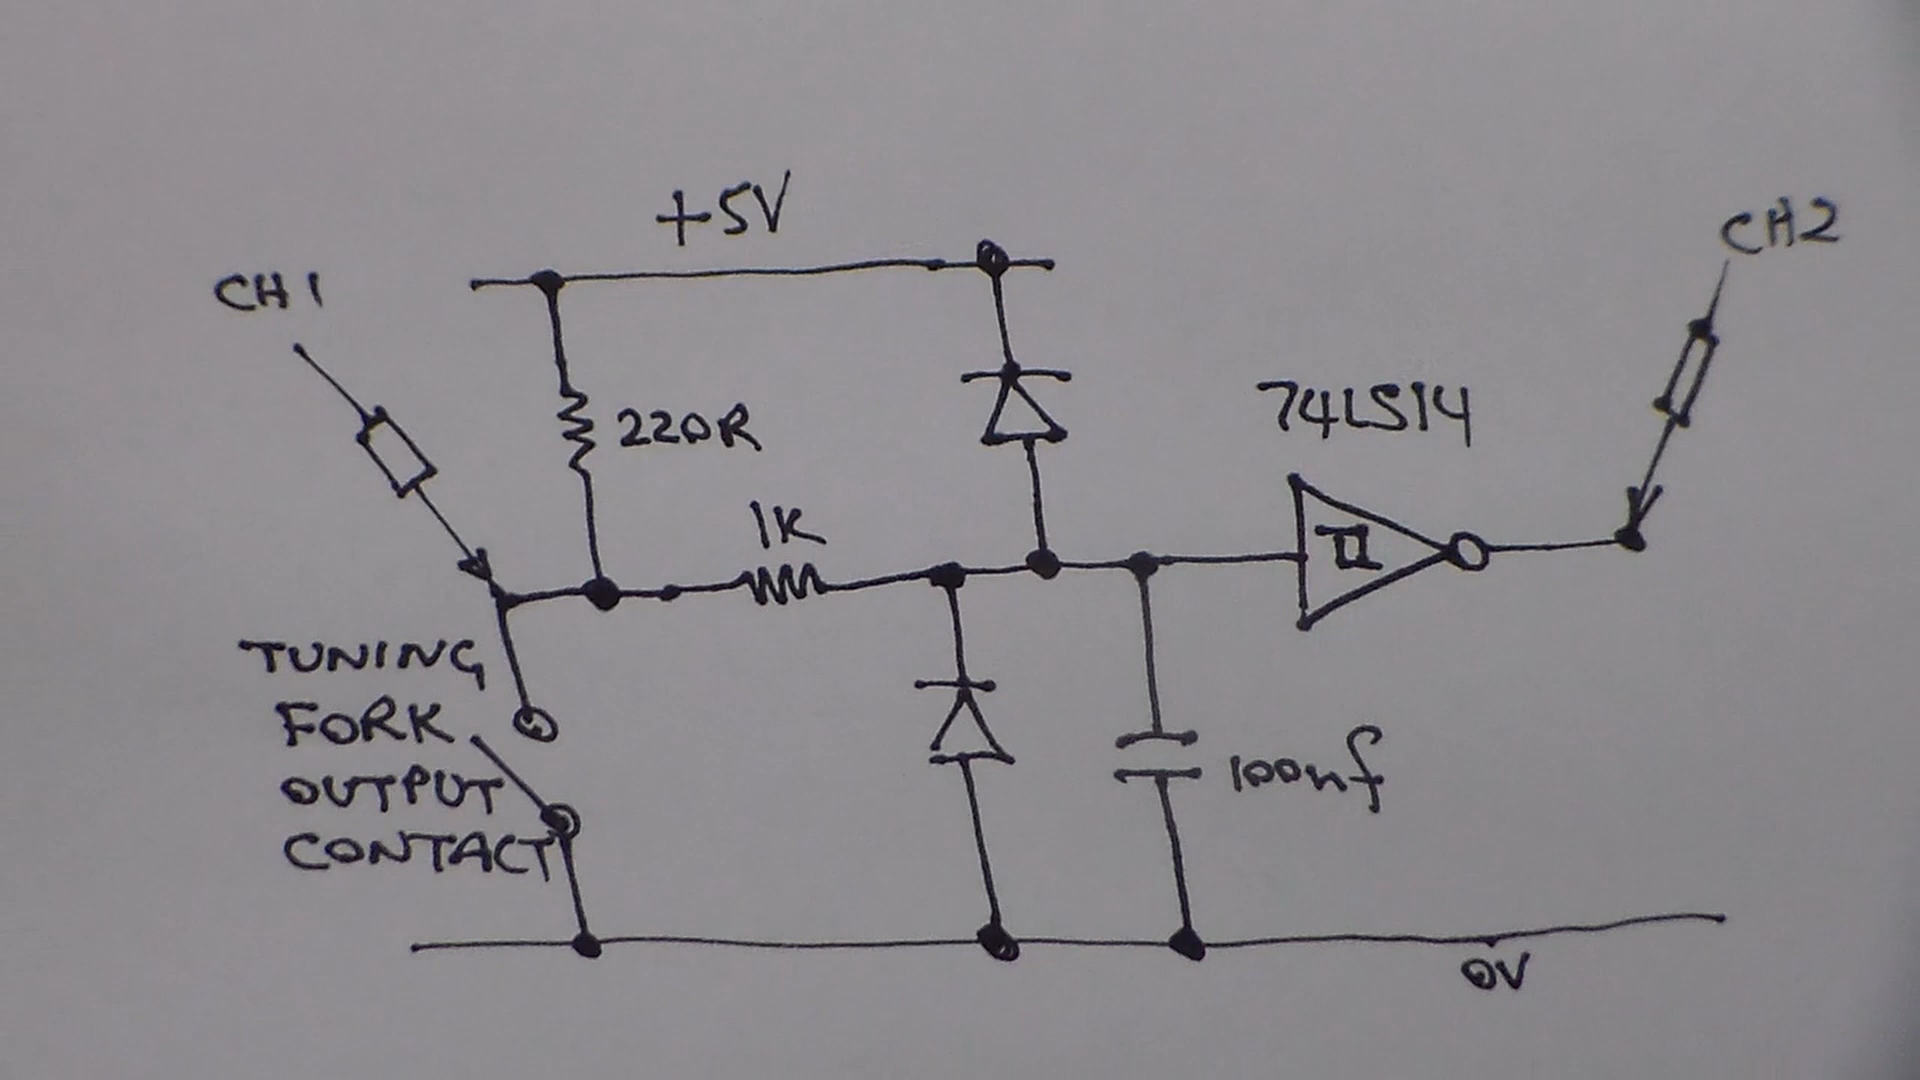 +5V
CH2
CH1
74LS14
220R
1K
TUNING
FORK
OUTPUT
CONTACT
100nf
0V